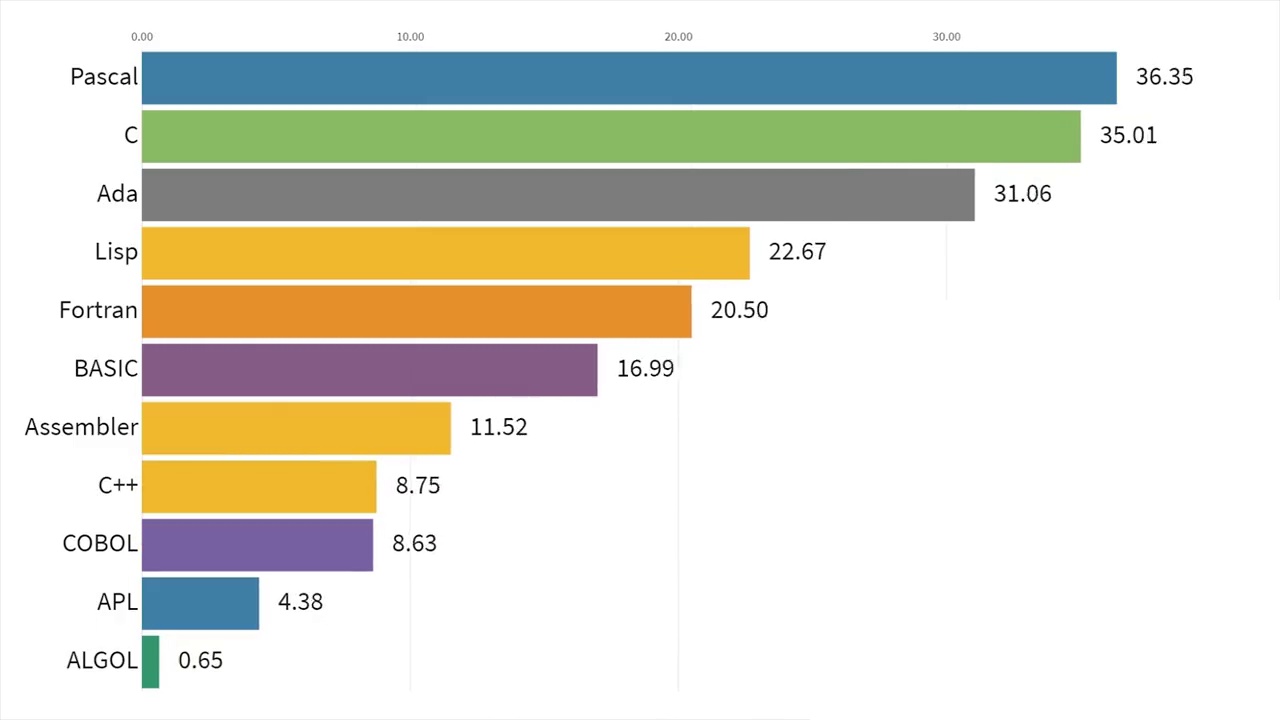 0.00 10.00 20.00 30.00
Pascal 36.35
C 35.01
Ada 31.06
Lisp 22.67
Fortran 20.50
BASIC 16.99
Assembler 11.52
C++ 8.75
COBOL 8.63
APL 4.38
ALGOL 0.65